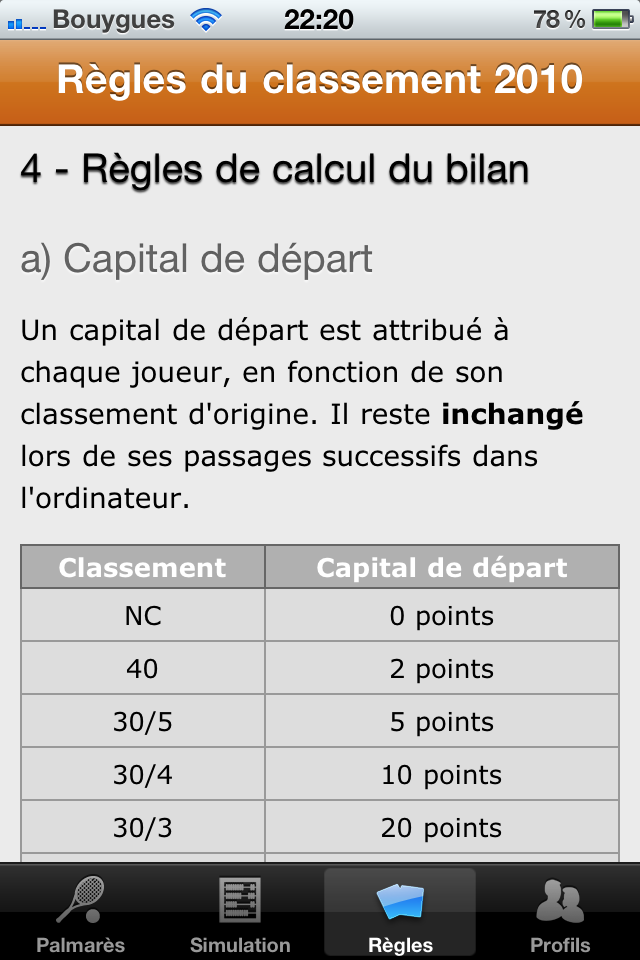 Bouygues 22:20 78 %
Règles du classement 2010
4 - Règles de calcul du bilan
a) Capital de départ
Un capital de départ est attribué à
chaque joueur, en fonction de son
classement d'origine. Il reste inchangé
lors de ses passages successifs dans
l'ordinateur.
Classement Capital de départ
NC 0 points
40 2 points
30/5 5 points
30/4 10 points
30/3 20 points
Palmarès Simulation Règles Profils